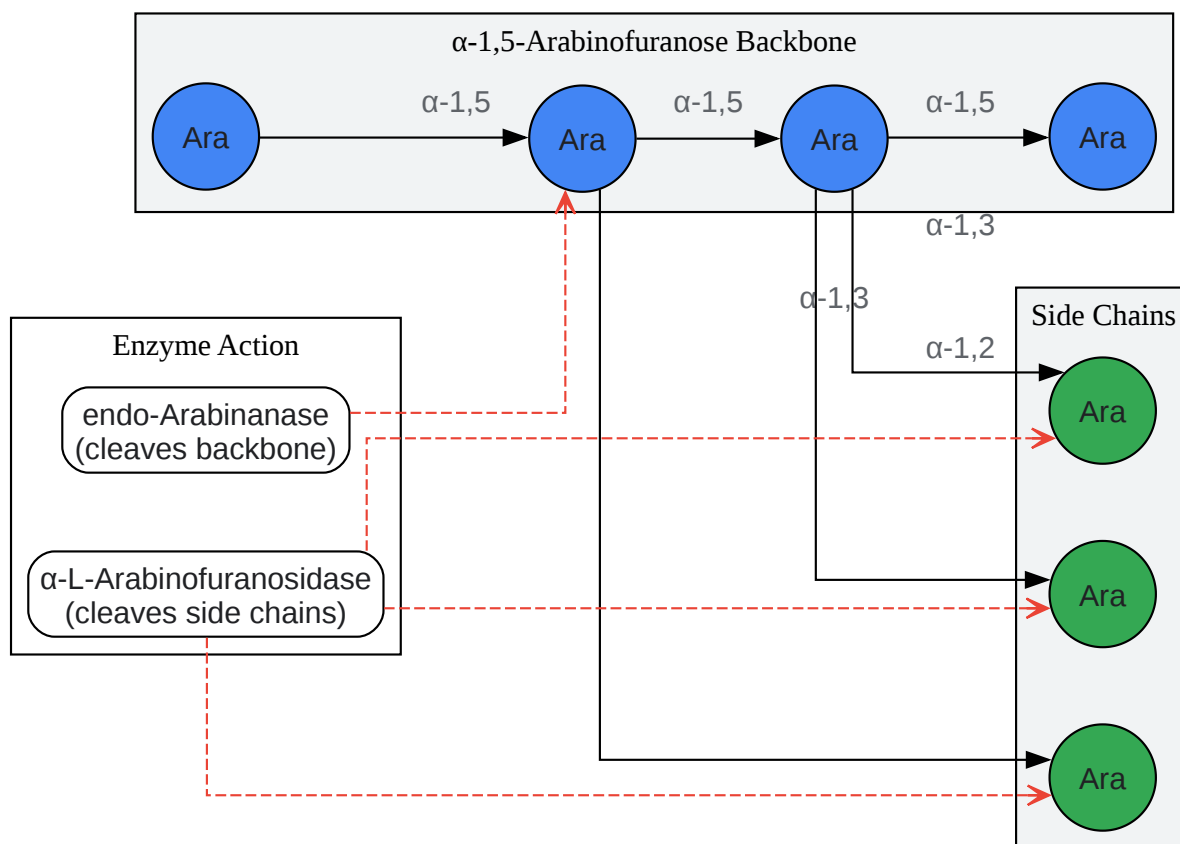 α-1,5-Arabinofuranose Backbone
α-1,5
α-1,5
α-1,5
Ara
Ara
Ara
Ara
α-1,3
α-1,3
Side Chains
Enzyme Action
α-1,2
endo-Arabinanase
(cleaves backbone)
Ara
α-L-Arabinofuranosidase
(cleaves side chains)
Ara
Ara